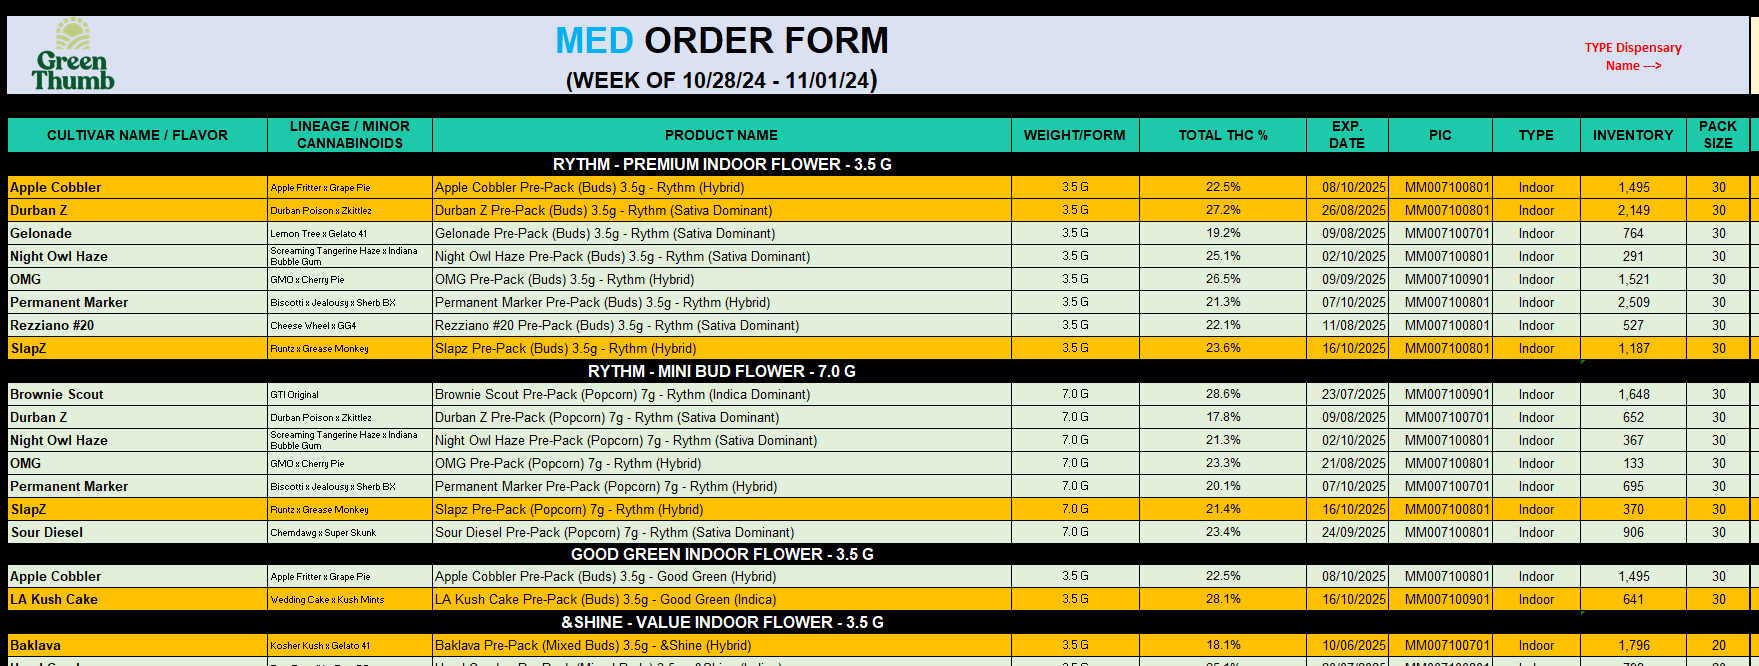 Green
Thumb
MED ORDER FORM
(WEEK OF 10/28/24 - 11/01/24)
TYPE Dispensary
Name --->
CULTIVAR NAME / FLAVOR LINEAGE / MINOR CANNABINOIDS PRODUCT NAME WEIGHT/FORM TOTAL THC % EXP. DATE PIC TYPE INVENTORY PACK SIZE
RYTHM - PREMIUM INDOOR FLOWER - 3.5 G
Apple Cobbler Apple Fritter x Grape Pie Apple Cobbler Pre-Pack (Buds) 3.5g - Rythm (Hybrid) 3.5 G 22.5% 08/10/2025 MM007100801 Indoor 1,495 30
Durban Z Durban Poison x Zkittlez Durban Z Pre-Pack (Buds) 3.5g - Rythm (Sativa Dominant) 3.5 G 27.2% 26/08/2025 MM007100801 Indoor 2,149 30
Gelonade Lemon Tree x Gelato 41 Gelonade Pre-Pack (Buds) 3.5g - Rythm (Sativa Dominant) 3.5 G 19.2% 09/08/2025 MM007100701 Indoor 764 30
Night Owl Haze Screaming Tangerine Haze x Indiana Bubble Gum Night Owl Haze Pre-Pack (Buds) 3.5g - Rythm (Sativa Dominant) 3.5 G 25.1% 02/10/2025 MM007100801 Indoor 291 30
OMG GMO x Cherry Pie OMG Pre-Pack (Buds) 3.5g - Rythm (Hybrid) 3.5 G 26.5% 09/09/2025 MM007100901 Indoor 1,521 30
Permanent Marker Biscotti x Jealousy x Sherb BX Permanent Marker Pre-Pack (Buds) 3.5g - Rythm (Hybrid) 3.5 G 21.3% 07/10/2025 MM007100801 Indoor 2,509 30
Rezziano #20 Cheese Wheel x GG4 Rezziano #20 Pre-Pack (Buds) 3.5g - Rythm (Sativa Dominant) 3.5 G 22.1% 11/08/2025 MM007100801 Indoor 527 30
SlapZ Runtz x Grease Monkey Slapz Pre-Pack (Buds) 3.5g - Rythm (Hybrid) 3.5 G 23.6% 16/10/2025 MM007100801 Indoor 1,187 30
RYTHM - MINI BUD FLOWER - 7.0 G
Brownie Scout GTI Original Brownie Scout Pre-Pack (Popcorn) 7g - Rythm (Indica Dominant) 7.0 G 28.6% 23/07/2025 MM007100901 Indoor 1,648 30
Durban Z Durban Poison x Zkittlez Durban Z Pre-Pack (Popcorn) 7g - Rythm (Sativa Dominant) 7.0 G 17.8% 09/08/2025 MM007100701 Indoor 652 30
Night Owl Haze Screaming Tangerine Haze x Indiana Bubble Gum Night Owl Haze Pre-Pack (Popcorn) 7g - Rythm (Sativa Dominant) 7.0 G 21.3% 02/10/2025 MM007100801 Indoor 367 30
OMG GMO x Cherry Pie OMG Pre-Pack (Popcorn) 7g - Rythm (Hybrid) 7.0 G 23.3% 21/08/2025 MM007100801 Indoor 133 30
Permanent Marker Biscotti x Jealousy x Sherb BX Permanent Marker Pre-Pack (Popcorn) 7g - Rythm (Hybrid) 7.0 G 20.1% 07/10/2025 MM007100701 Indoor 695 30
SlapZ Runtz x Grease Monkey Slapz Pre-Pack (Popcorn) 7g - Rythm (Hybrid) 7.0 G 21.4% 16/10/2025 MM007100801 Indoor 370 30
Sour Diesel Chemdawg x Super Skunk Sour Diesel Pre-Pack (Popcorn) 7g - Rythm (Sativa Dominant) 7.0 G 23.4% 24/09/2025 MM007100801 Indoor 906 30
GOOD GREEN INDOOR FLOWER - 3.5 G
Apple Cobbler Apple Fritter x Grape Pie Apple Cobbler Pre-Pack (Buds) 3.5g - Good Green (Hybrid) 3.5 G 22.5% 08/10/2025 MM007100801 Indoor 1,495 30
LA Kush Cake Wedding Cake x Kush Mints LA Kush Cake Pre-Pack (Buds) 3.5g - Good Green (Indica) 3.5 G 28.1% 16/10/2025 MM007100901 Indoor 641 30
&SHINE - VALUE INDOOR FLOWER - 3.5 G
Baklava Kosher Kush x Gelato 41 Baklava Pre-Pack (Mixed Buds) 3.5g - &Shine (Hybrid) 3.5 G 18.1% 10/06/2025 MM007100701 Indoor 1,796 20